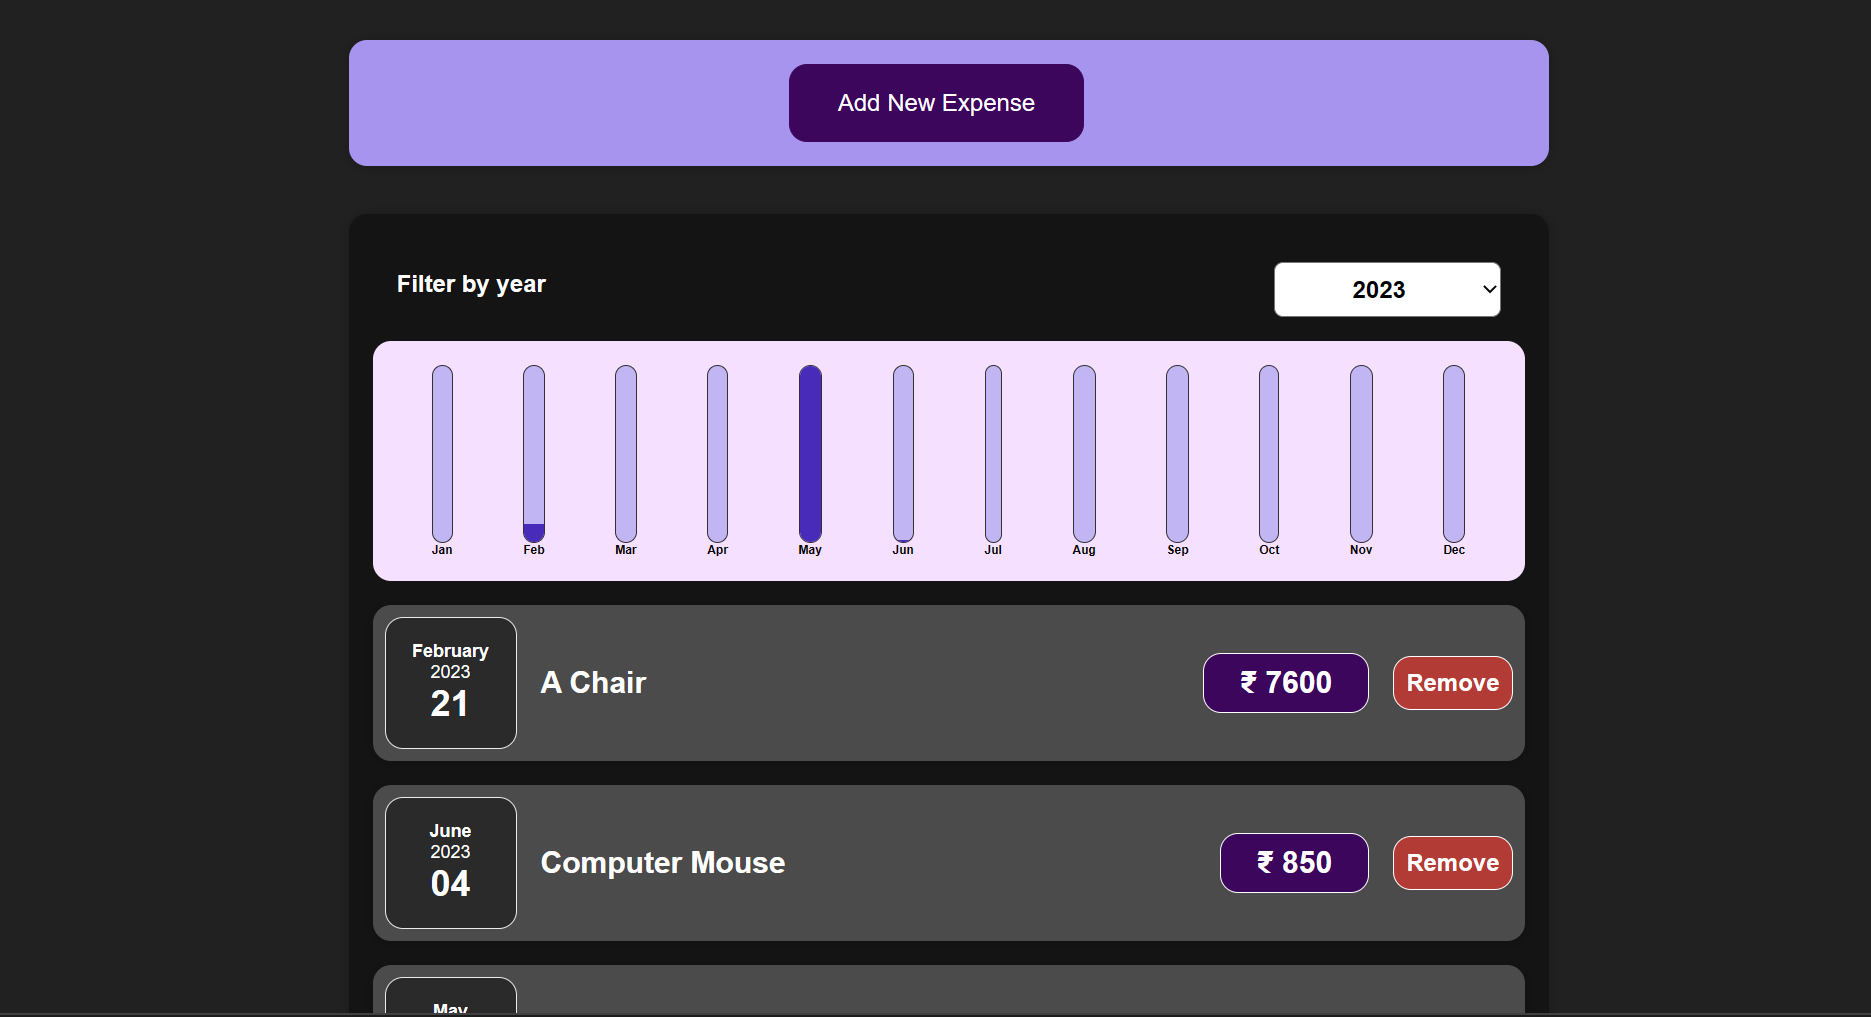 Add New Expense
Filter by year
2023
Jan Feb Mar Apr May Jun Jul Aug Sep Oct Nov Dec
February
2023
21
A Chair
₹ 7600
Remove
June
2023
04
Computer Mouse
₹ 850
Remove
May